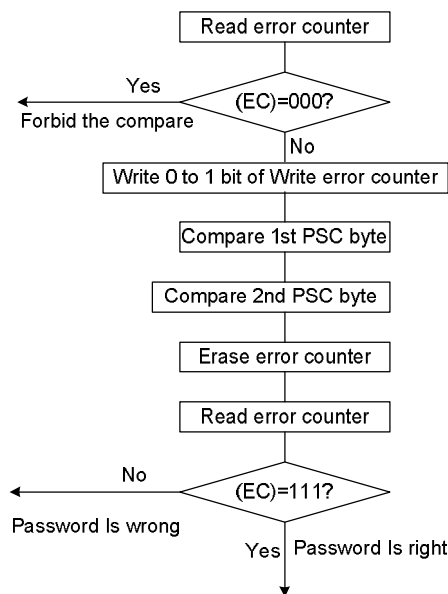 Read error counter
Yes
(EC)=000?
Forbid the compare
No
Write 0 to 1 bit of Write error counter
Compare 1st PSC byte
Compare 2nd PSC byte
Erase error counter
Read error counter
No
(EC)=111?
Password Is wrong
Yes
Password Is right